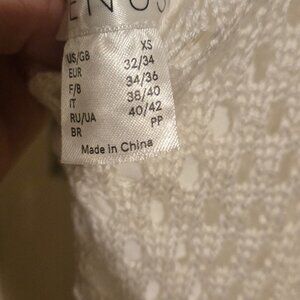 ENUS
US/GB XS
EUR 32/34
F/B 34/36
IT 38/40
RU/UA 40/42
BR PP
Made in China